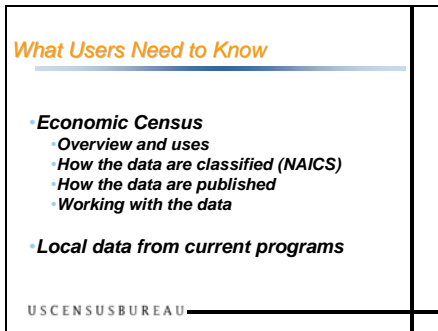 What Users Need to Know
•Economic Census
•Overview and uses
•How the data are classified (NAICS)
•How the data are published
•Working with the data
•Local data from current programs
USCENSUSBUREAU